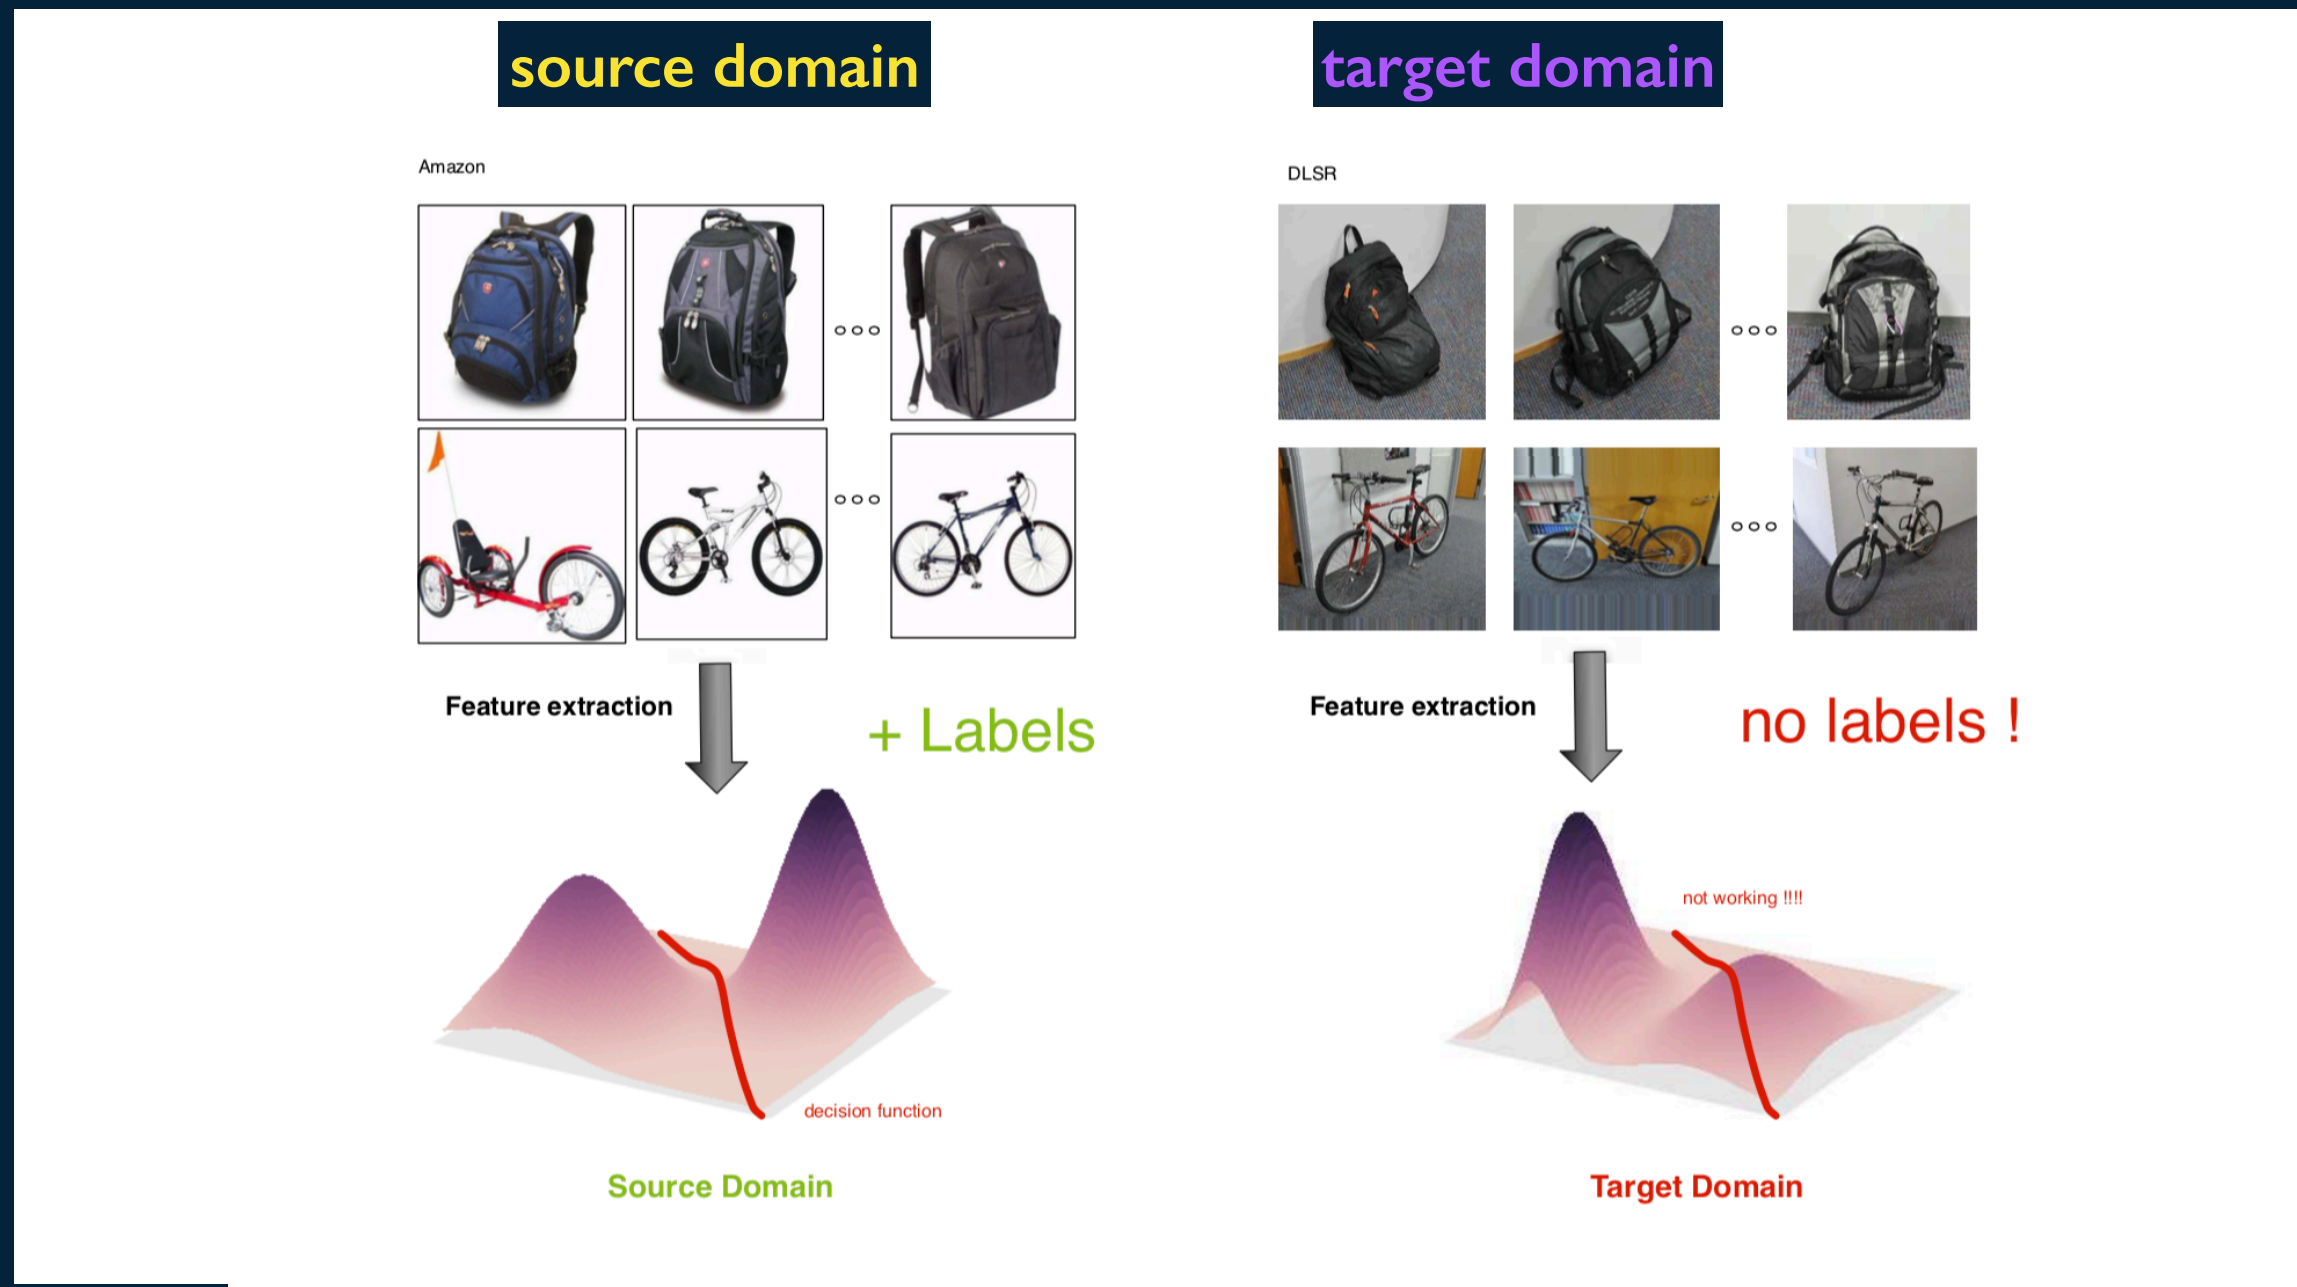 source domain
target domain
Amazon
DLSR
Feature extraction
+ Labels
Feature extraction
no labels !
not working !!!!
decision function
Source Domain
Target Domain